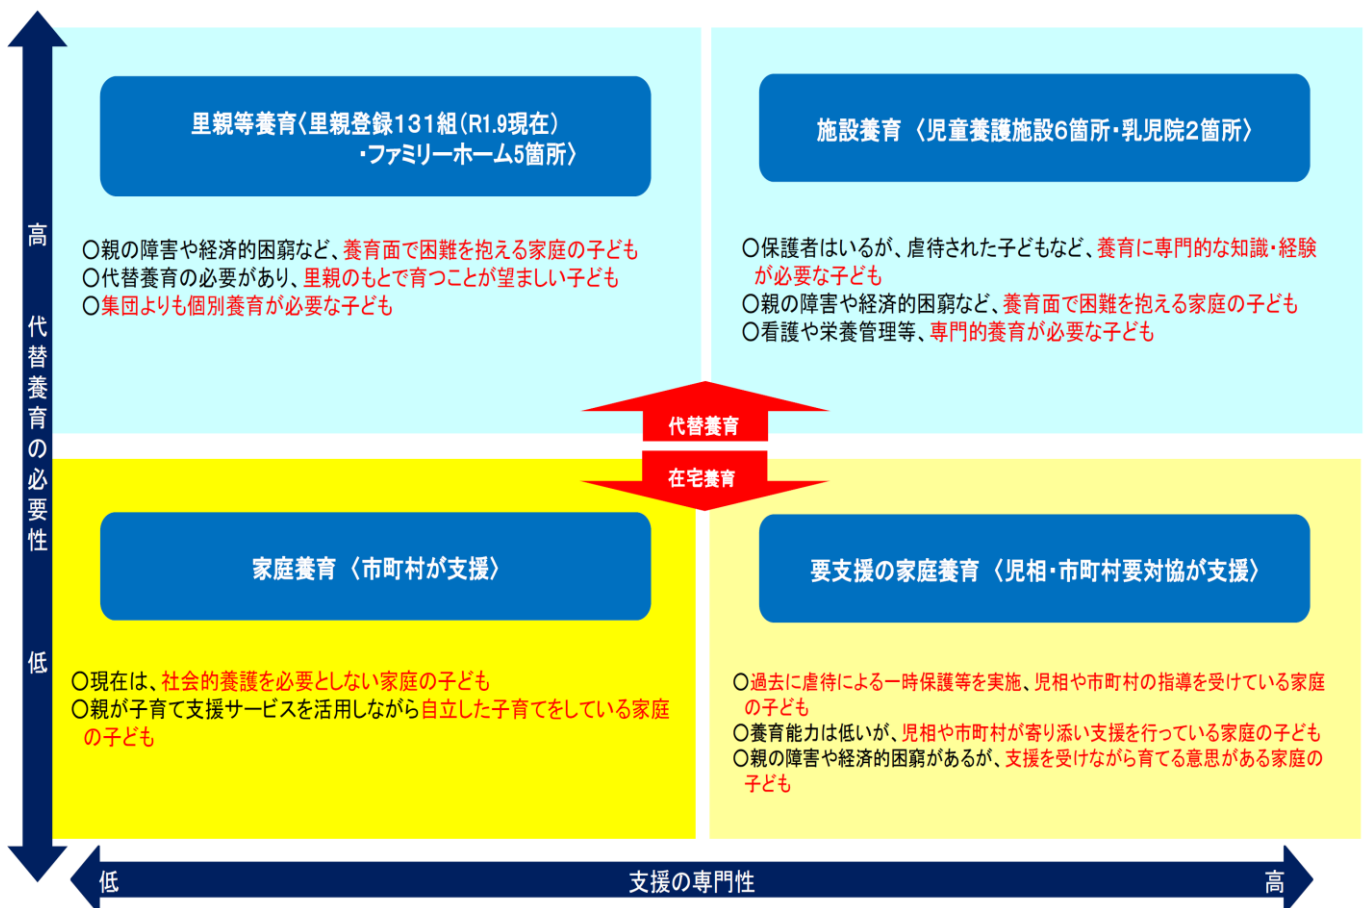 里親等養育〈里親登録131組(R1.9現在)
・ファミリーホーム5箇所〉
施設養育 〈児童養護施設6箇所・乳児院2箇所〉
高
代替養育の必要性
低
〇親の障害や経済的困窮など、養育面で困難を抱える家庭の子ども
〇代替養育の必要があり、里親のもとで育つことが望ましい子ども
〇集団よりも個別養育が必要な子ども
〇保護者はいるが、虐待された子どもなど、養育に専門的な知識・経験
が必要な子ども
〇親の障害や経済的困窮など、養育面で困難を抱える家庭の子ども
〇看護や栄養管理等、専門的養育が必要な子ども
代替養育
在宅養育
家庭養育 〈市町村が支援〉
要支援の家庭養育 〈児相・市町村要対協が支援〉
〇現在は、社会的養護を必要としない家庭の子ども
〇親が子育て支援サービスを活用しながら自立した子育てをしている家庭
の子ども
〇過去に虐待による一時保護等を実施、児相や市町村の指導を受けている家庭
の子ども
〇養育能力は低いが、児相や市町村が寄り添い支援を行っている家庭の子ども
〇親の障害や経済的困窮があるが、支援を受けながら育てる意思がある家庭の
子ども
低
支援の専門性
高